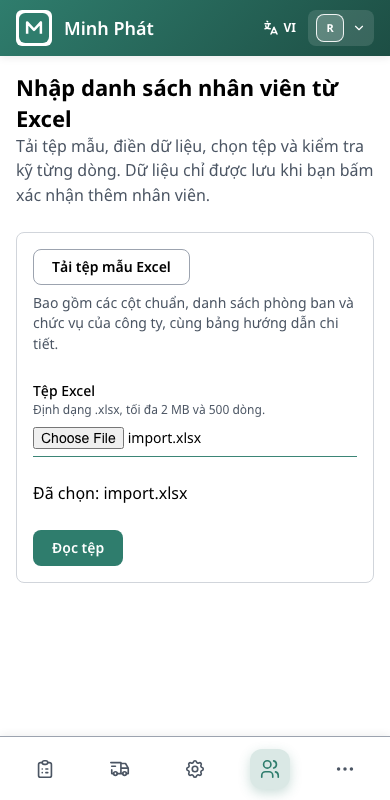 Minh Phát
VI
R
Nhập danh sách nhân viên từ
Excel
Tải tệp mẫu, điền dữ liệu, chọn tệp và kiểm tra
kỹ từng dòng. Dữ liệu chỉ được lưu khi bạn bấm
xác nhận thêm nhân viên.
Tải tệp mẫu Excel
Bao gồm các cột chuẩn, danh sách phòng ban và
chức vụ của công ty, cùng bảng hướng dẫn chi
tiết.
Tệp Excel
Định dạng .xlsx, tối đa 2 MB và 500 dòng.
Choose File import.xlsx
Đã chọn: import.xlsx
Đọc tệp